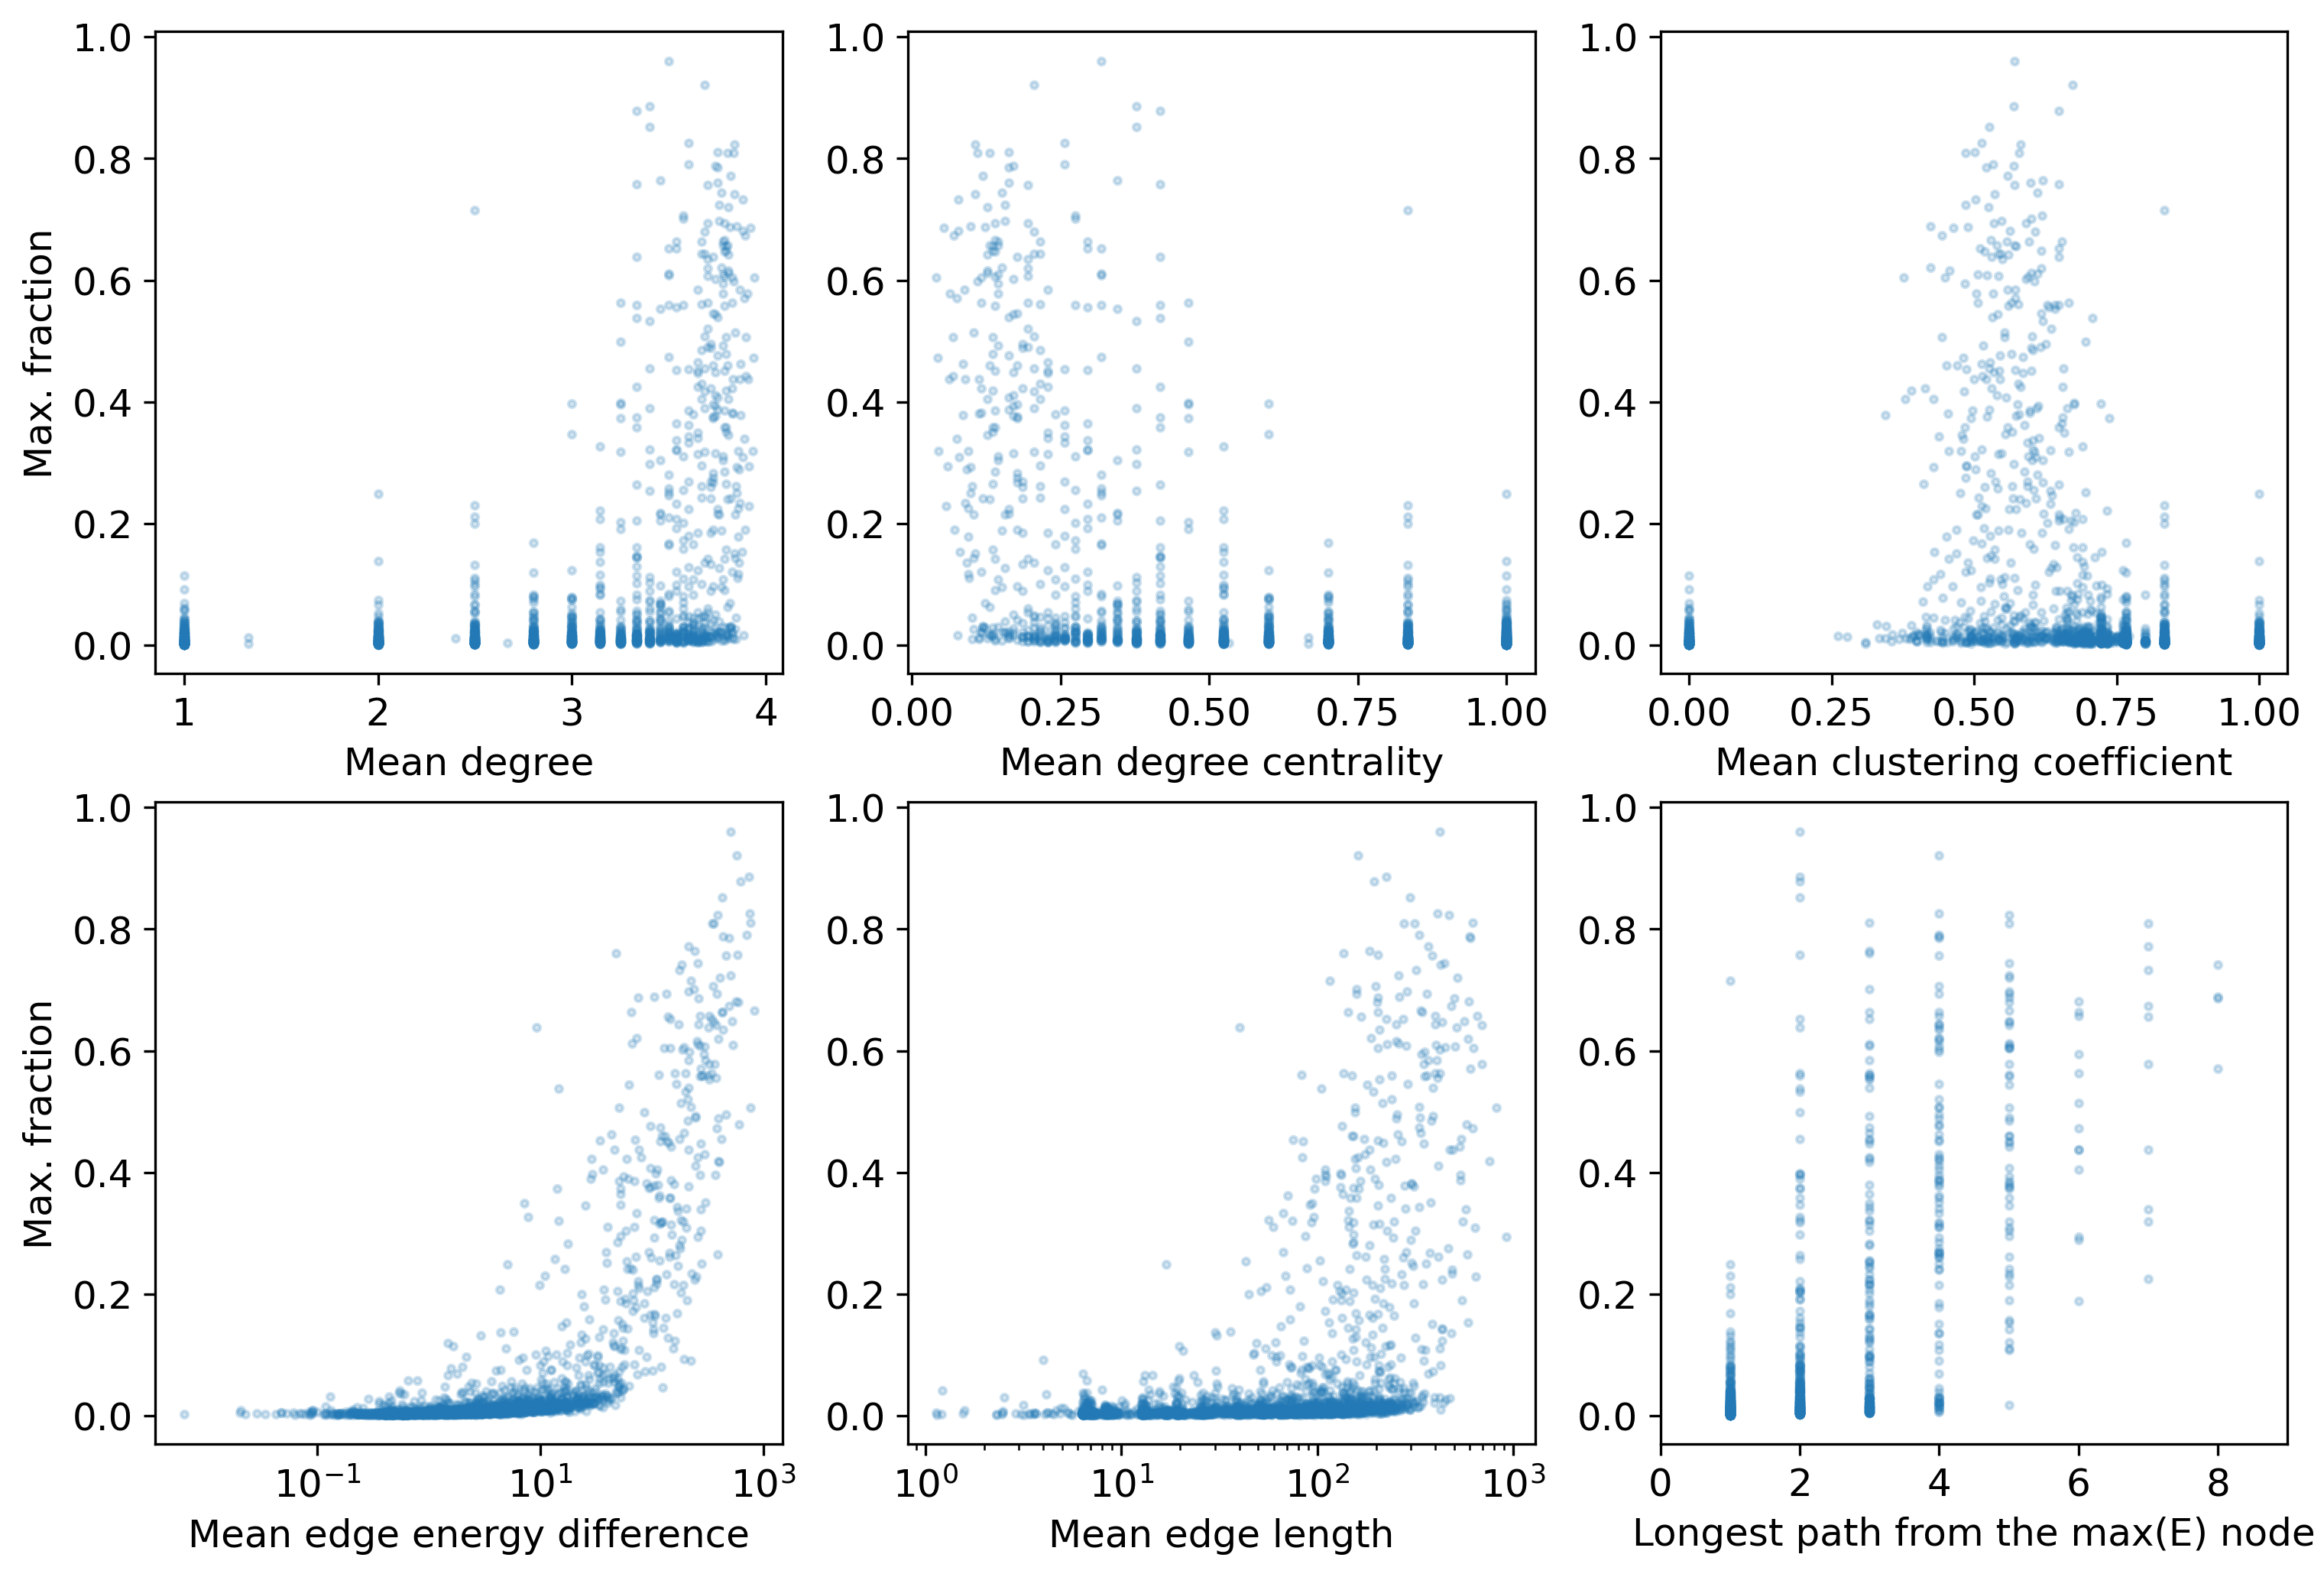 1.0
0.8
0.6
0.4
0.2
0.0
Max. fraction
1 2 3 4
Mean degree
1.0
0.8
0.6
0.4
0.2
0.0
0.00 0.25 0.50 0.75 1.00
Mean degree centrality
1.0
0.8
0.6
0.4
0.2
0.0
0.00 0.25 0.50 0.75 1.00
Mean clustering coefficient
1.0
0.8
0.6
0.4
0.2
0.0
Max. fraction
10⁻¹ 10¹ 10³
Mean edge energy difference
1.0
0.8
0.6
0.4
0.2
0.0
10⁰ 10¹ 10² 10³
Mean edge length
1.0
0.8
0.6
0.4
0.2
0.0
0 2 4 6 8
Longest path from the max(E) node